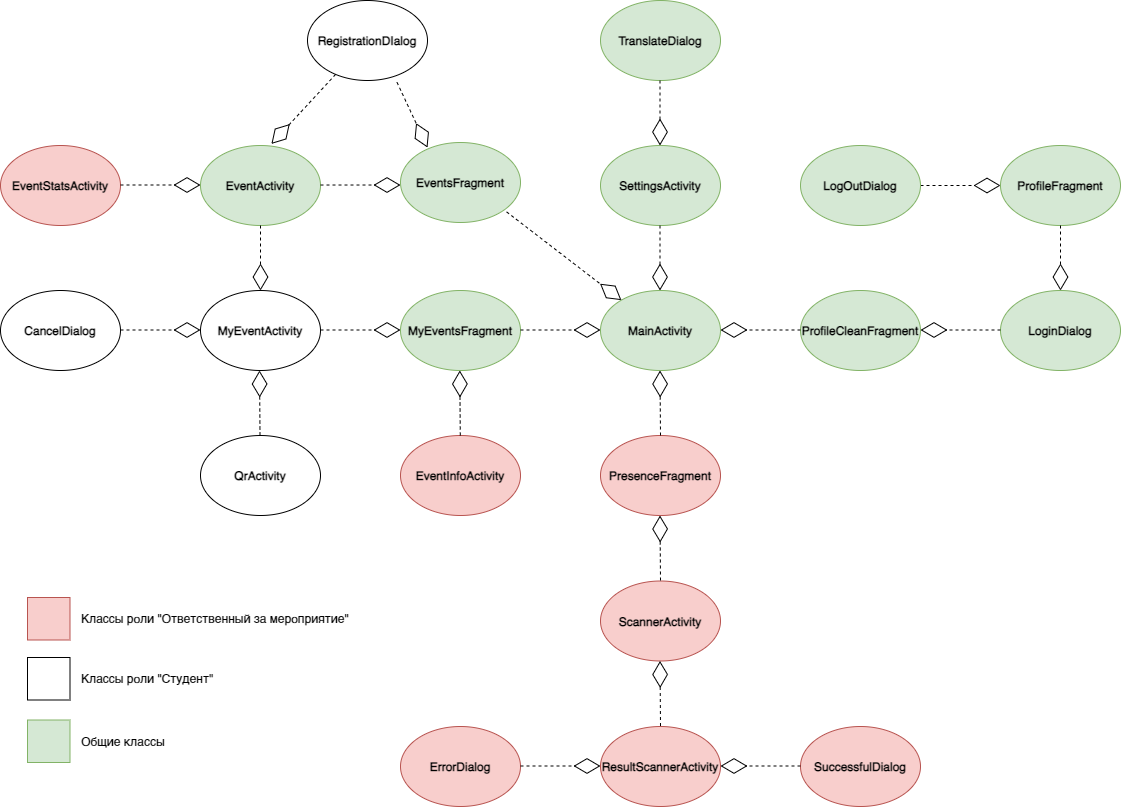 RegistrationDIalog
TranslateDialog
EventStatsActivity
EventActivity
EventsFragment
SettingsActivity
LogOutDialog
ProfileFragment
CancelDialog
MyEventActivity
MyEventsFragment
MainActivity
ProfileCleanFragment
LoginDialog
QrActivity
EventInfoActivity
PresenceFragment
Классы роли "Ответственный за мероприятие"
ScannerActivity
Классы роли "Студент"
Общие классы
ErrorDialog
ResultScannerActivity
SuccessfulDialog